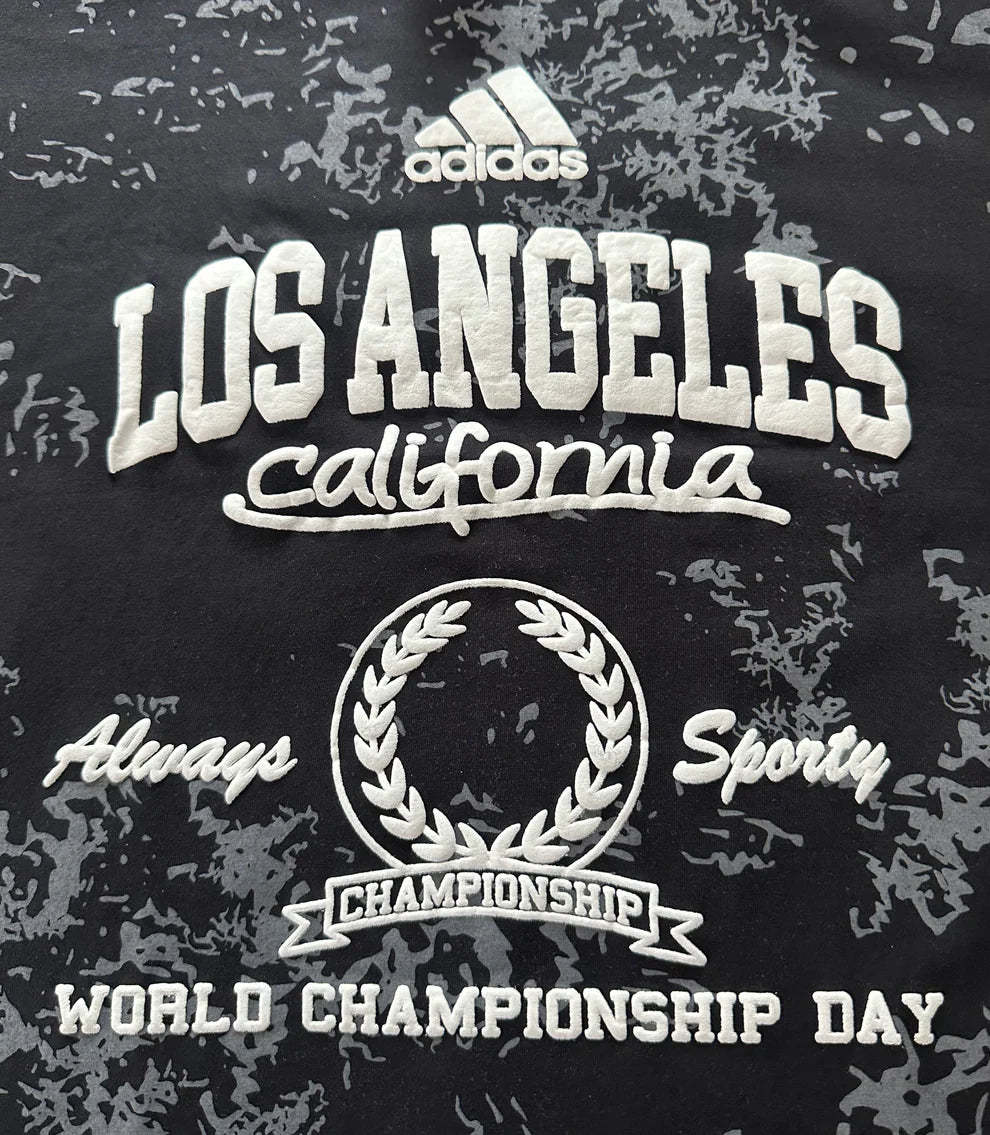 adidas
LOS ANGELES
california
Always Sporty
CHAMPIONSHIP
WORLD CHAMPIONSHIP DAY